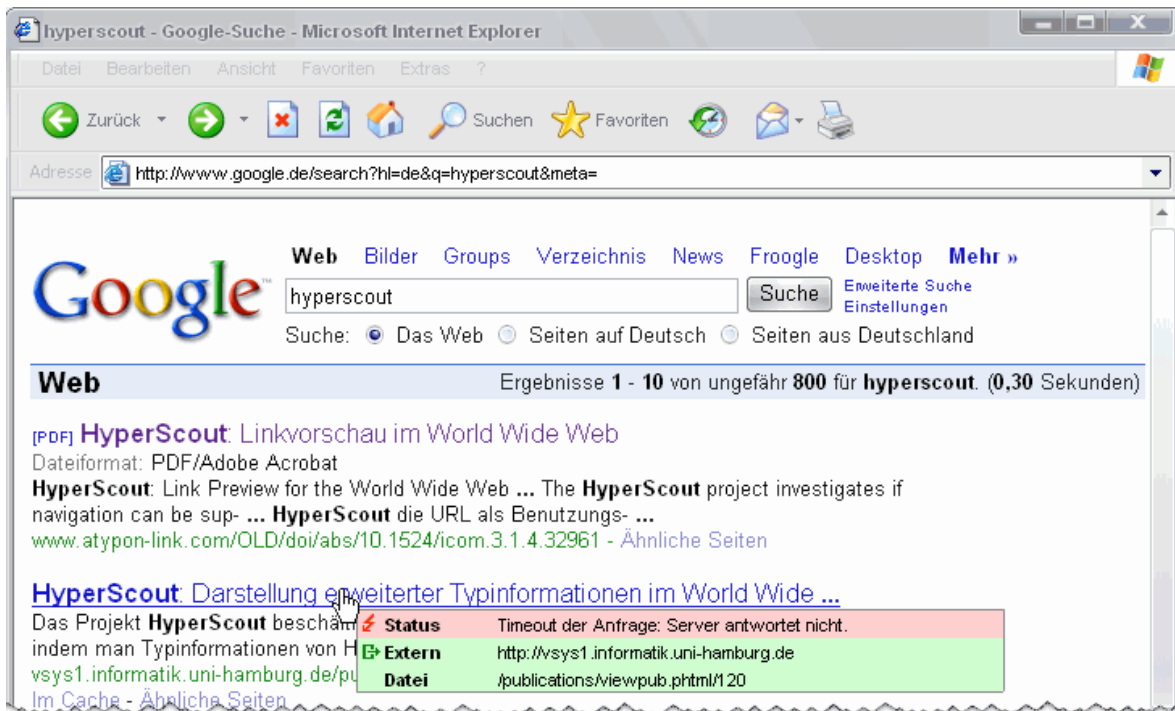 hyperscout - Google-Suche - Microsoft Internet Explorer
Datei Bearbeiten Ansicht Favoriten Extras ?
Zurück Suchen Favoriten
Adresse http://www.google.de/search?hl=de&q=hyperscout&meta=
Web Bilder Groups Verzeichnis News Froogle Desktop Mehr »
Google™ hyperscout Suche Erweiterte Suche
Einstellungen
Suche: Das Web Seiten auf Deutsch Seiten aus Deutschland
Web Ergebnisse 1 - 10 von ungefähr 800 für hyperscout. (0,30 Sekunden)
[PDF] HyperScout: Linkvorschau im World Wide Web
Dateiformat: PDF/Adobe Acrobat
HyperScout: Link Preview for the World Wide Web ... The HyperScout project investigates if
navigation can be sup- ... HyperScout die URL als Benutzungs- ...
www.atypon-link.com/OLD/doi/abs/10.1524/icom.3.1.4.32961 - Ähnliche Seiten
HyperScout: Darstellung erweiterter Typinformationen im World Wide ...
Das Projekt HyperScout beschäf
Status Timeout der Anfrage: Server antwortet nicht.
indem man Typinformationen von H
Extern http://vsys1.informatik.uni-hamburg.de
vsys1.informatik.uni-hamburg.de/pu
Datei /publications/viewpub.phtml/120
Im Cache - Ähnliche Seiten